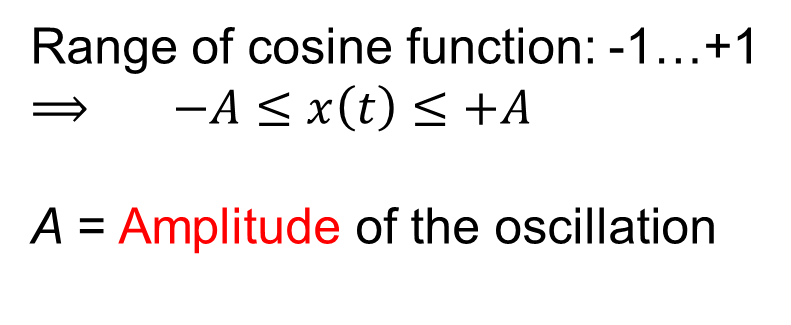 Range of cosine function: -1…+1
⟹ −A ≤ x(t) ≤ +A
A = Amplitude of the oscillation